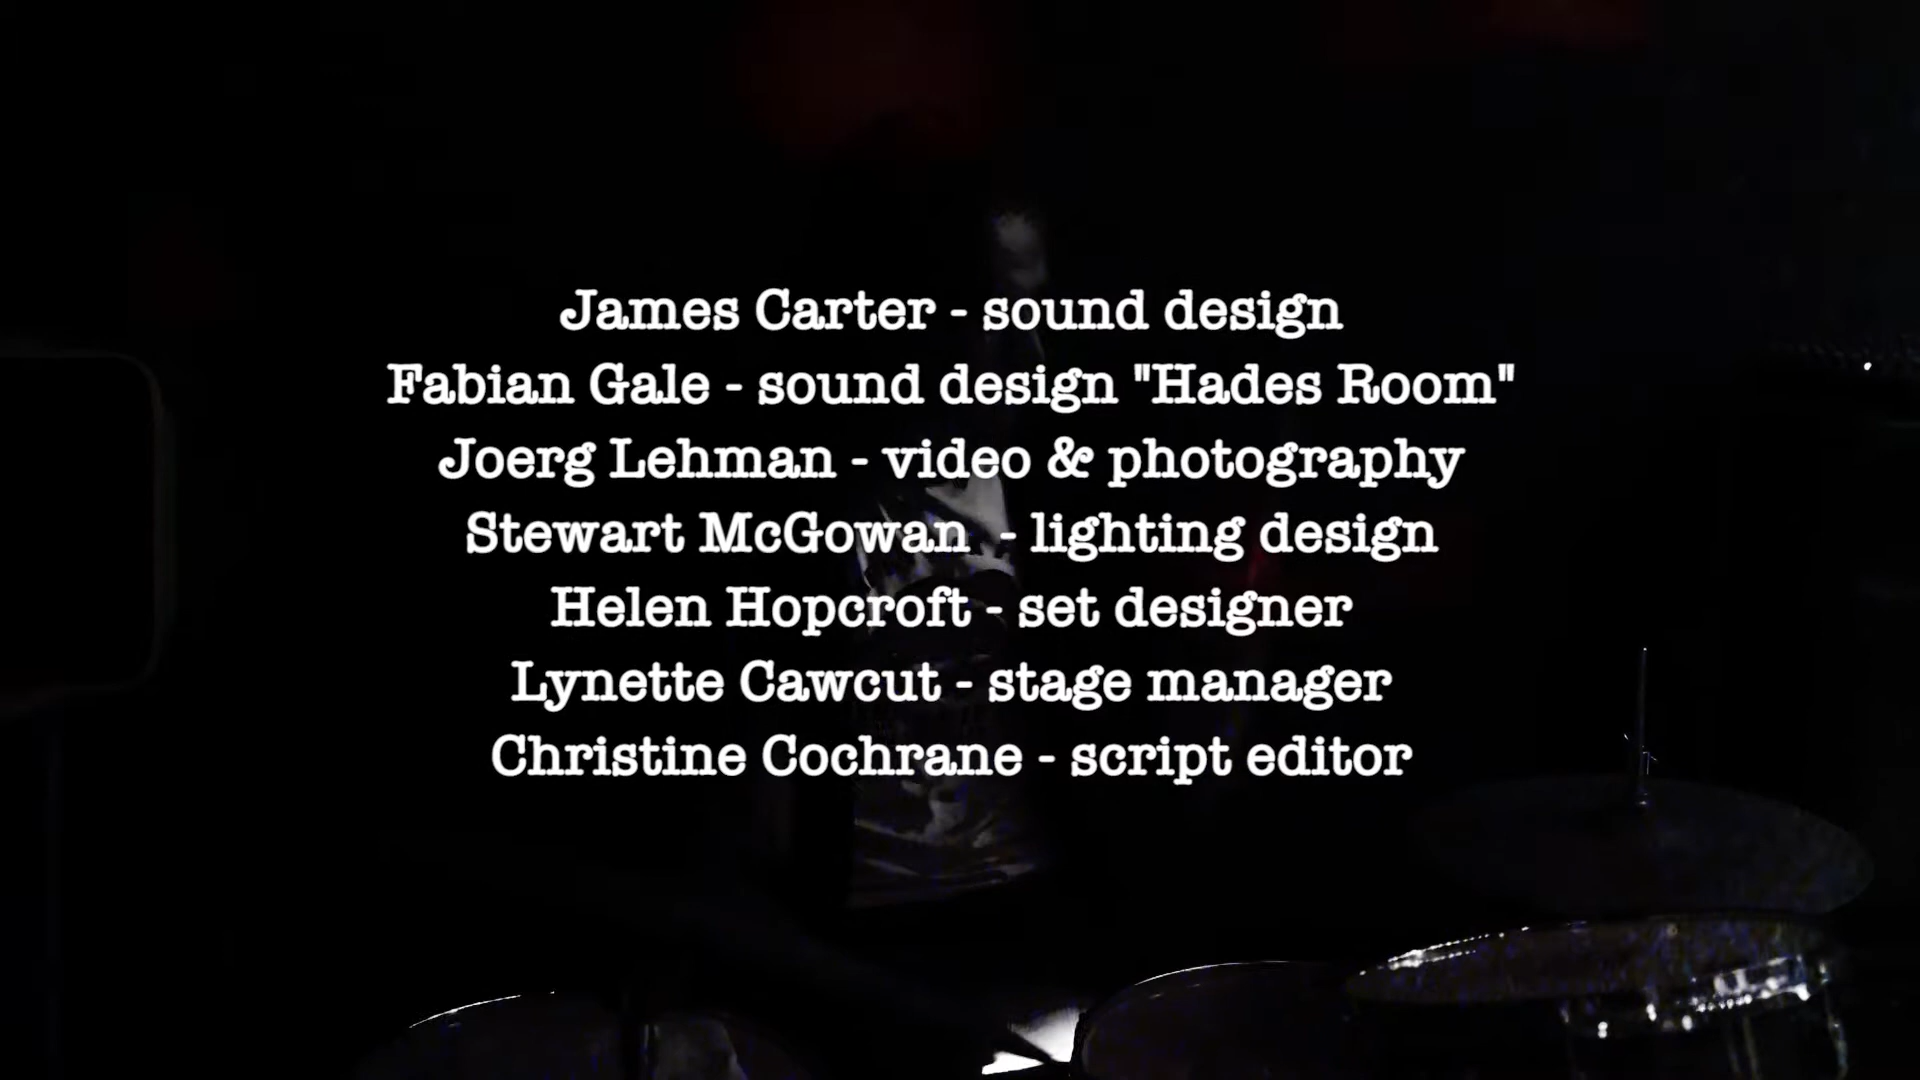 James Carter - sound design
Fabian Gale - sound design "Hades Room"
Joerg Lehman - video & photography
Stewart McGowan  - lighting design
Helen Hopcroft - set designer
Lynette Cawcut - stage manager
Christine Cochrane - script editor